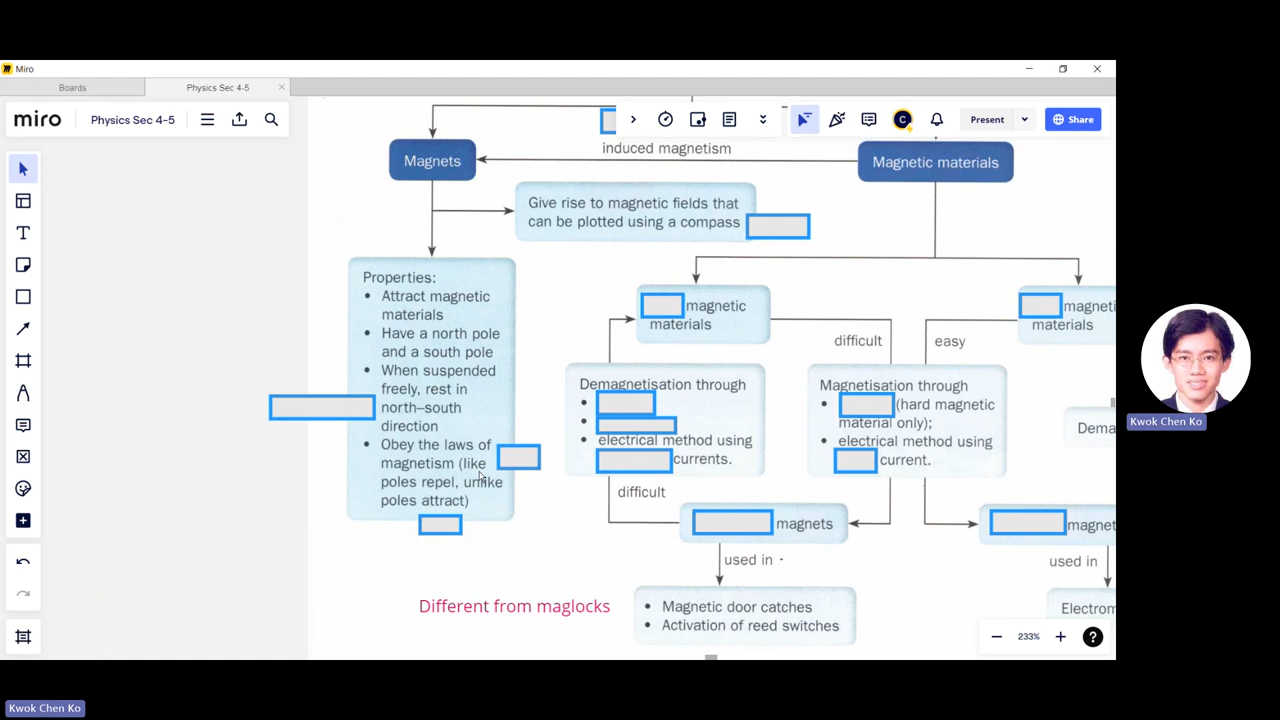 Miro
Boards
Physics Sec 4-5
miro
Physics Sec 4-5
C
Present
Share
induced magnetism
Magnets
Magnetic materials
Give rise to magnetic fields that
can be plotted using a compass
Properties:
• Attract magnetic
materials
• Have a north pole
and a south pole
• When suspended
freely, rest in
north–south
direction
• Obey the laws of
magnetism (like
poles repel, unlike
poles attract)
magnetic
materials
magneti
materials
difficult
easy
Demagnetisation through
•
•
• electrical method using
currents.
Magnetisation through
• (hard magnetic
material only);
• electrical method using
current.
Dema
difficult
magnets
magnet
used in -
used in
Different from maglocks
• Magnetic door catches
• Activation of reed switches
Electrom
233%
?
Kwok Chen Ko
Kwok Chen Ko